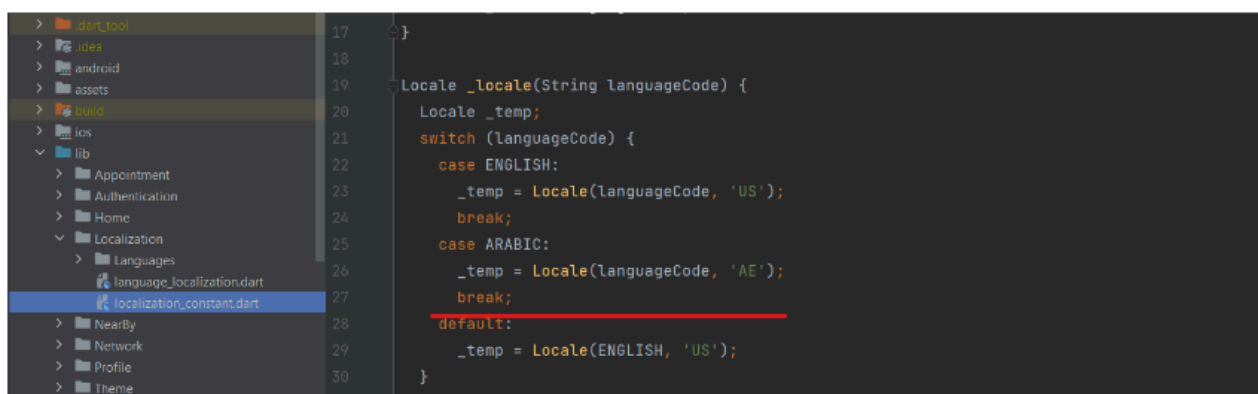 .dart_tool
.idea
android
assets
build
ios
lib
Appointment
Authentication
Home
Localization
Languages
language_localization.dart
localization_constant.dart
NearBy
Network
Profile
Theme
17 }
18
19 Locale _locale(String languageCode) {
20 Locale _temp;
21 switch (languageCode) {
22 case ENGLISH:
23 _temp = Locale(languageCode, 'US');
24 break;
25 case ARABIC:
26 _temp = Locale(languageCode, 'AE');
27 break;
28 default:
29 _temp = Locale(ENGLISH, 'US');
30 }